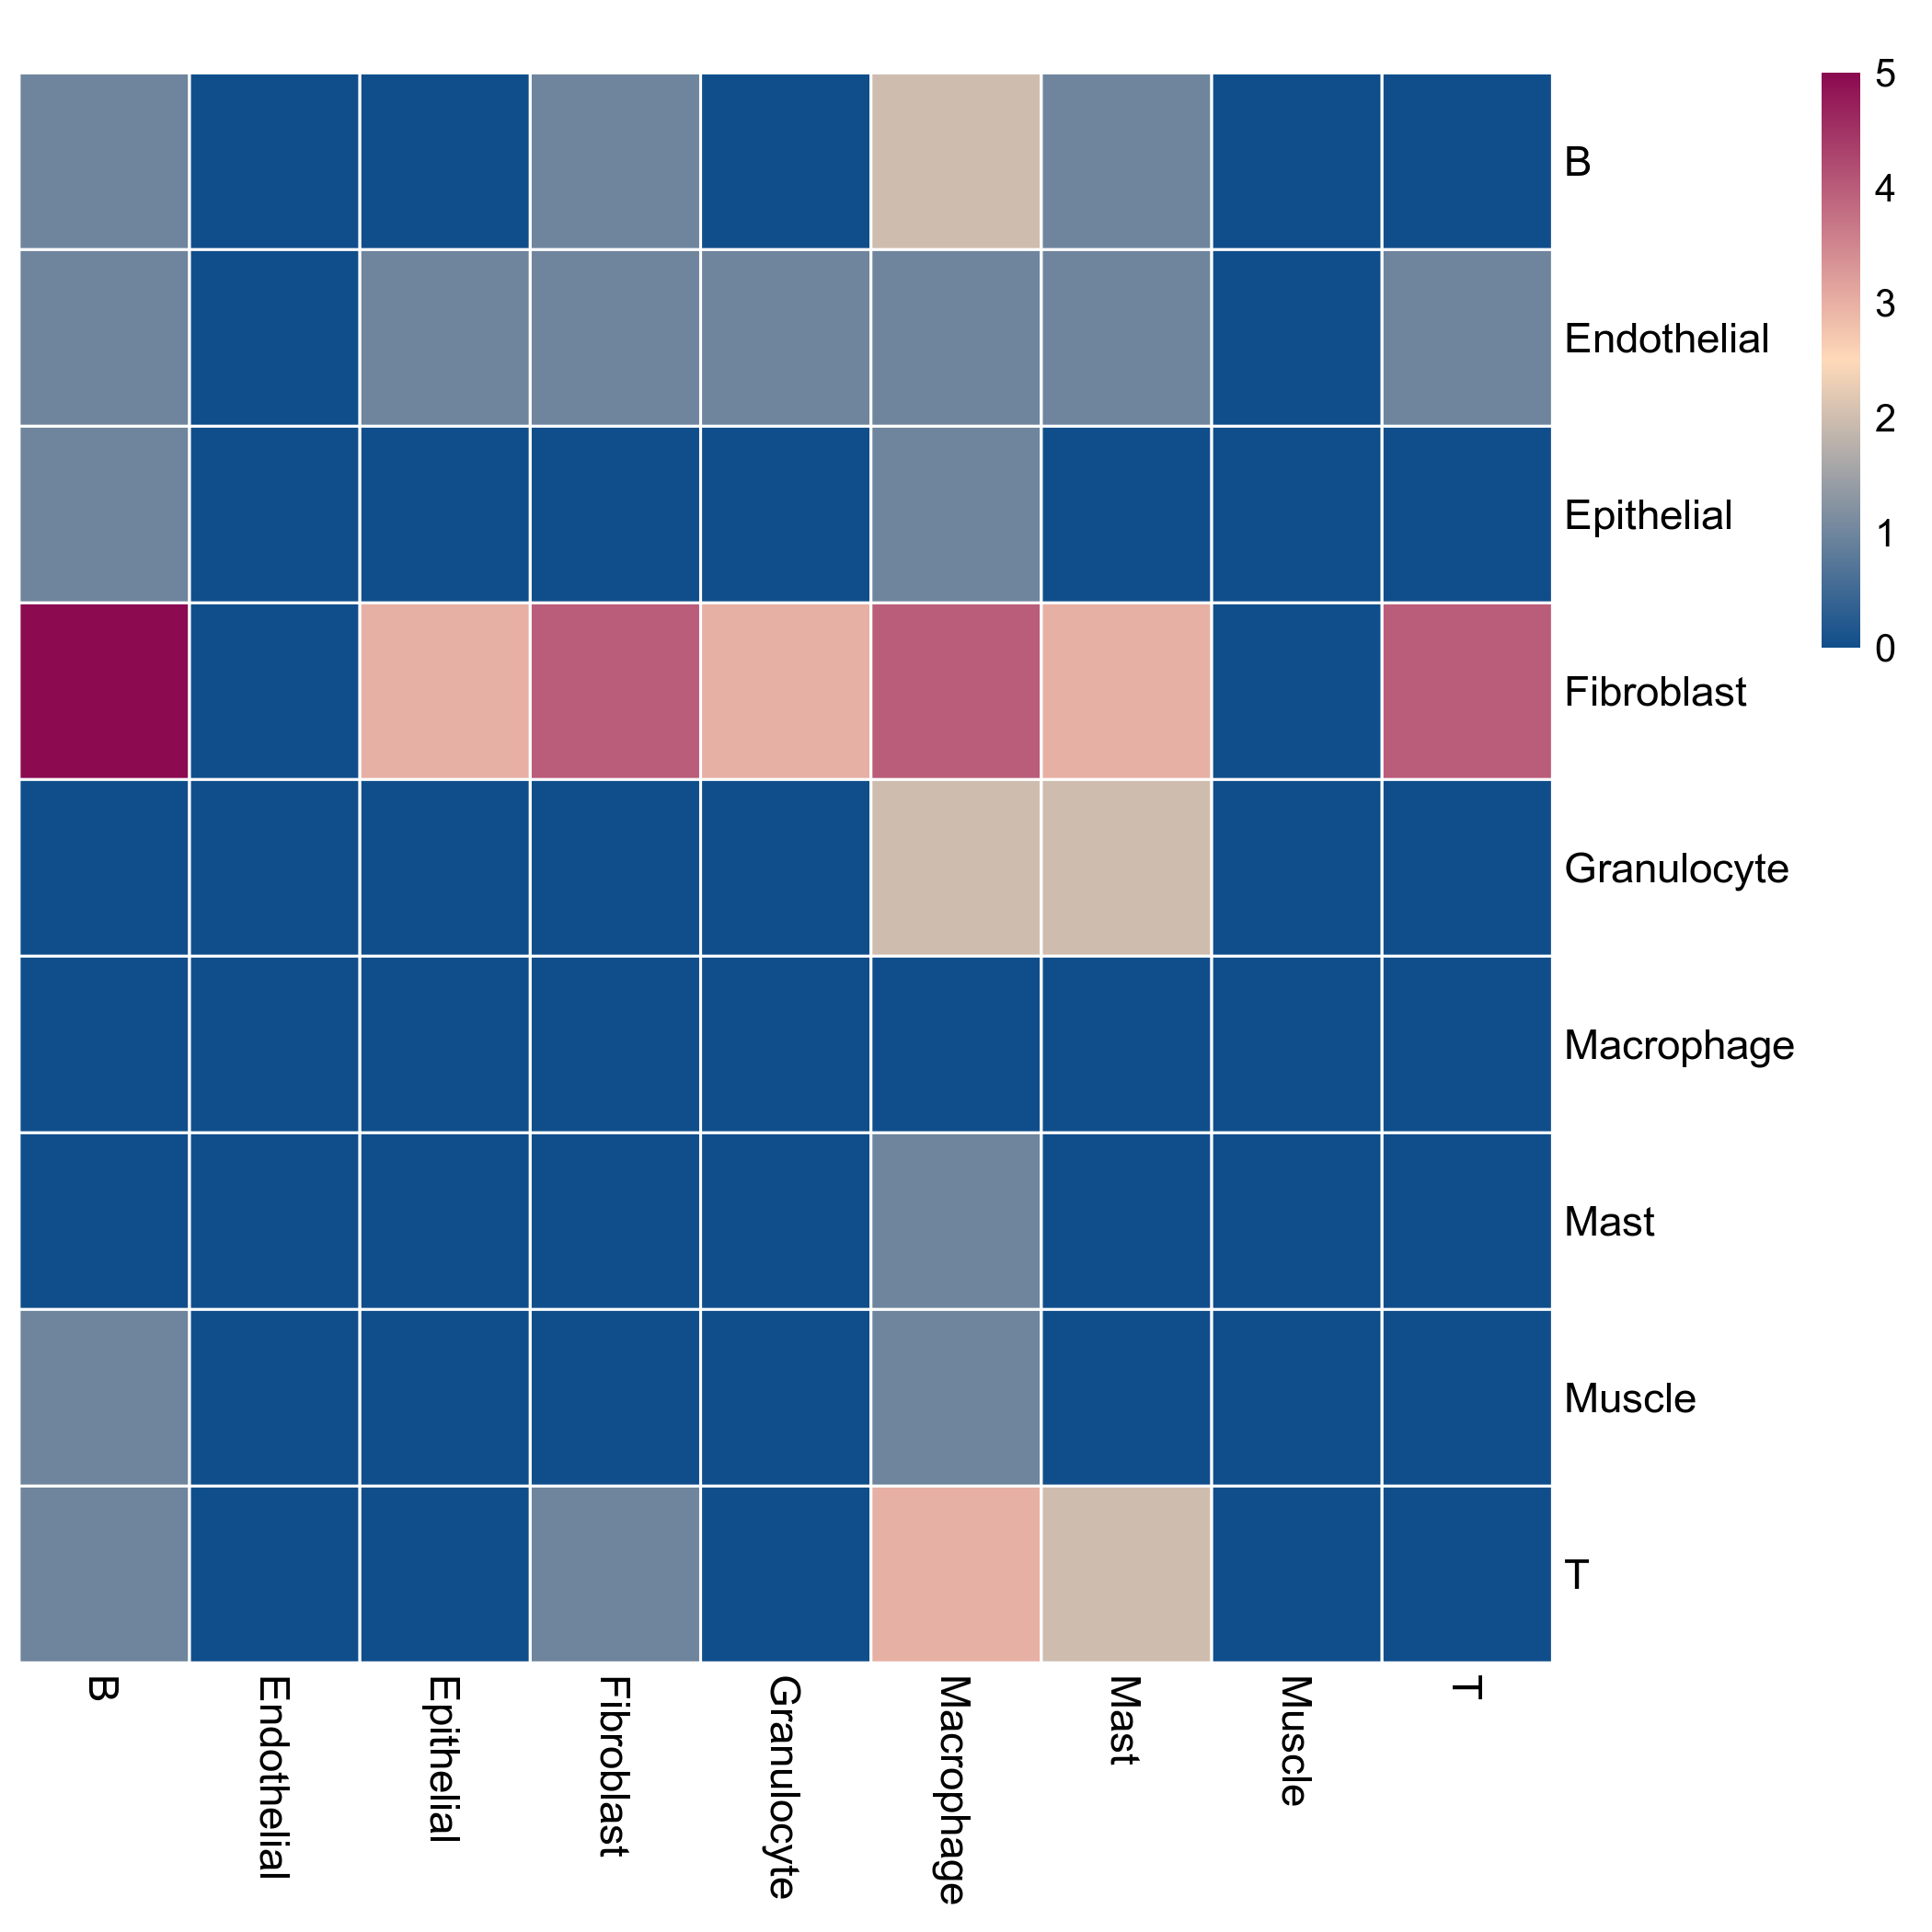 5
4
3
2
1
0
B
Endothelial
Epithelial
Fibroblast
Granulocyte
Macrophage
Mast
Muscle
T
B
Endothelial
Epithelial
Fibroblast
Granulocyte
Macrophage
Mast
Muscle
T